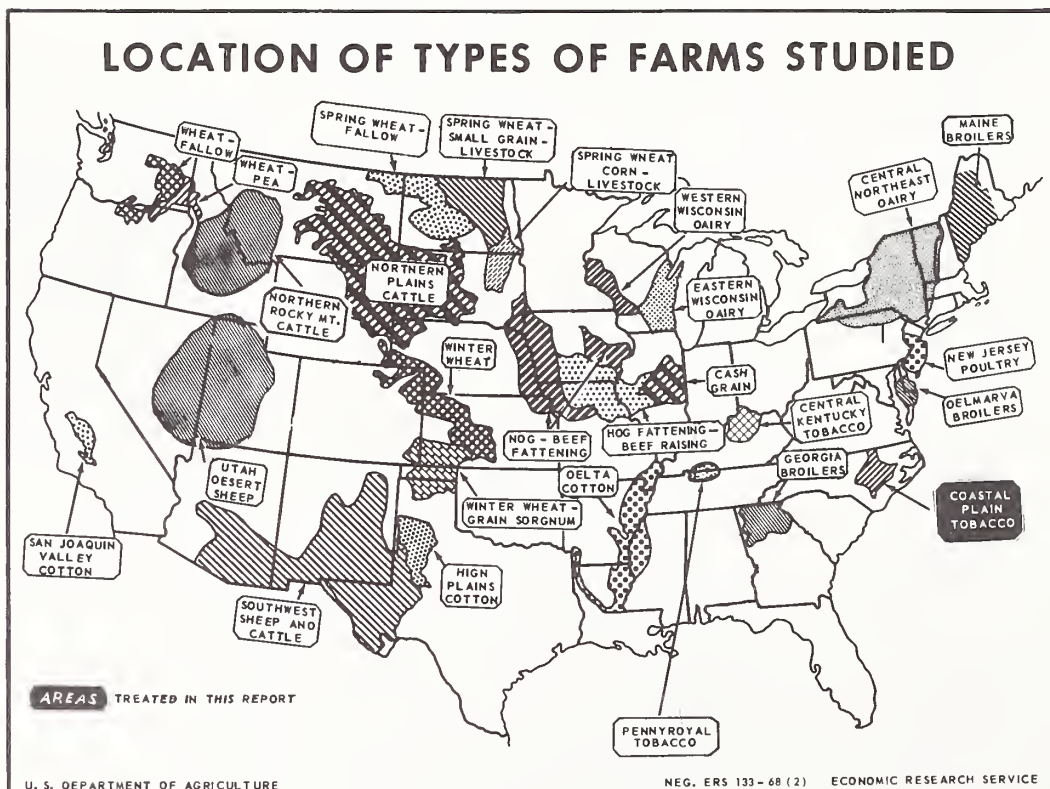 LOCATION OF TYPES OF FARMS STUDIED
WHEAT-
FALLOW
WHEAT-
PEA
SPRING WHEAT-
FALLOW
SPRING WNEAT-
SMALL GRAIN-
LIVESTOCK
SPRING WNEAT
CORN-
LIVESTOCK
WESTERN
WISCONSIN
OAIRY
CENTRAL
NORTHEAST
OAIRY
MAINE
BROILERS
NORTHERN
PLAINS
CATTLE
EASTERN
WISCONSIN
OAIRY
NORTHERN
ROCKY MT.
CATTLE
WINTER
WHEAT
CASH
GRAIN
NEW JERSEY
POULTRY
OELMARVA
BROILERS
NOG-BEEF
FATTENING
HOG FATTENING-
BEEF RAISING
CENTRAL
KENTUCKY
TOBACCO
UTAH
OESERT
SHEEP
OELTA
COTTON
GEORGIA
BROILERS
COASTAL
PLAIN
TOBACCO
WINTER WHEAT-
GRAIN SORGNUM
SAN JOAQUIN
VALLEY
COTTON
HIGH
PLAINS
COTTON
SOUTHWEST
SHEEP AND
CATTLE
PENNYROYAL
TOBACCO
AREAS TREATED IN THIS REPORT
U. S. OEPARTMENT OF AGRICULTURE
NEG. ERS 133-68 (2) ECONOMIC RESEARCH SERVICE